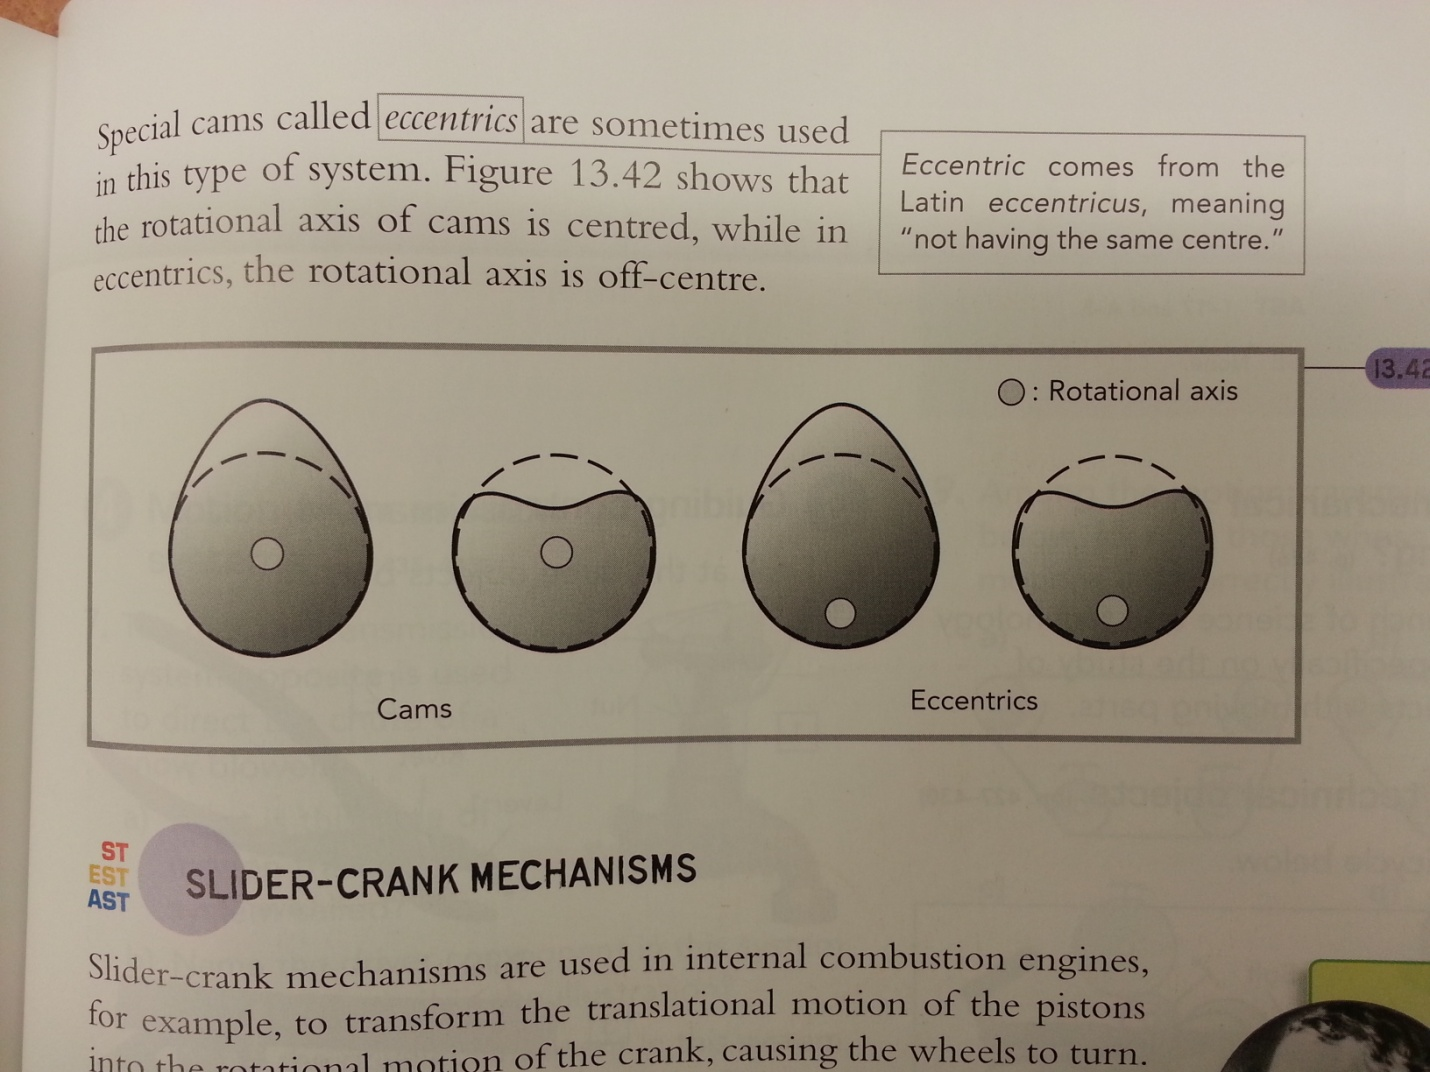 Special cams called eccentrics are sometimes used
in this type of system. Figure 13.42 shows that
the rotational axis of cams is centred, while in
eccentrics, the rotational axis is off-centre.
Eccentric comes from the
Latin eccentricus, meaning
“not having the same centre.”
13.42
: Rotational axis
Cams
Eccentrics
ST
EST
AST
SLIDER-CRANK MECHANISMS
Slider-crank mechanisms are used in internal combustion engines,
for example, to transform the translational motion of the pistons
into the rotational motion of the crank, causing the wheels to turn.